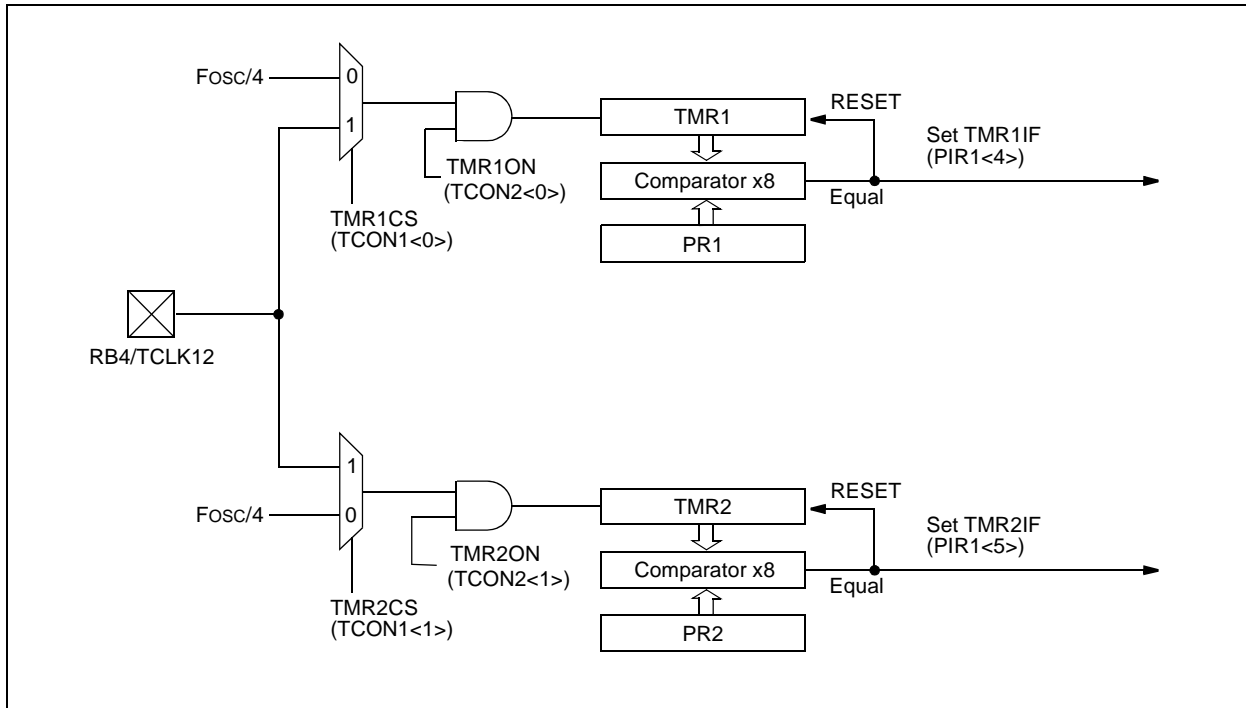 FOSC/4
0
1
TMR1CS
(TCON1<0>)
TMR1ON
(TCON2<0>)
TMR1
Comparator x8
PR1
RESET
Equal
Set TMR1IF
(PIR1<4>)
RB4/TCLK12
1
FOSC/4
0
TMR2CS
(TCON1<1>)
TMR2ON
(TCON2<1>)
TMR2
Comparator x8
PR2
RESET
Equal
Set TMR2IF
(PIR1<5>)